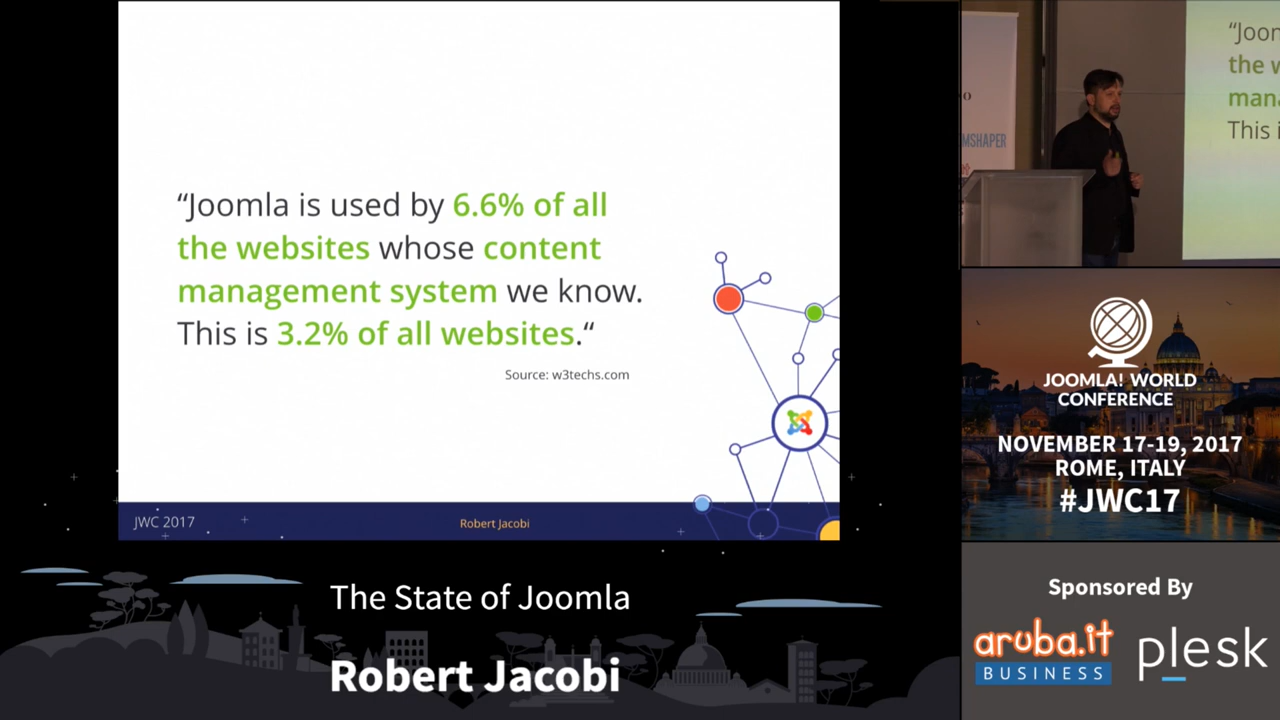 “Joomla is used by 6.6% of all
the websites whose content
management system we know.
This is 3.2% of all websites.“
Source: w3techs.com
JWC 2017
Robert Jacobi
The State of Joomla
Robert Jacobi
“Joor
the w
mana
This i
MSHAPER
JOOMLA! WORLD
CONFERENCE
NOVEMBER 17-19, 2017
ROME, ITALY
#JWC17
Sponsored By
aruba.it
BUSINESS
plesk